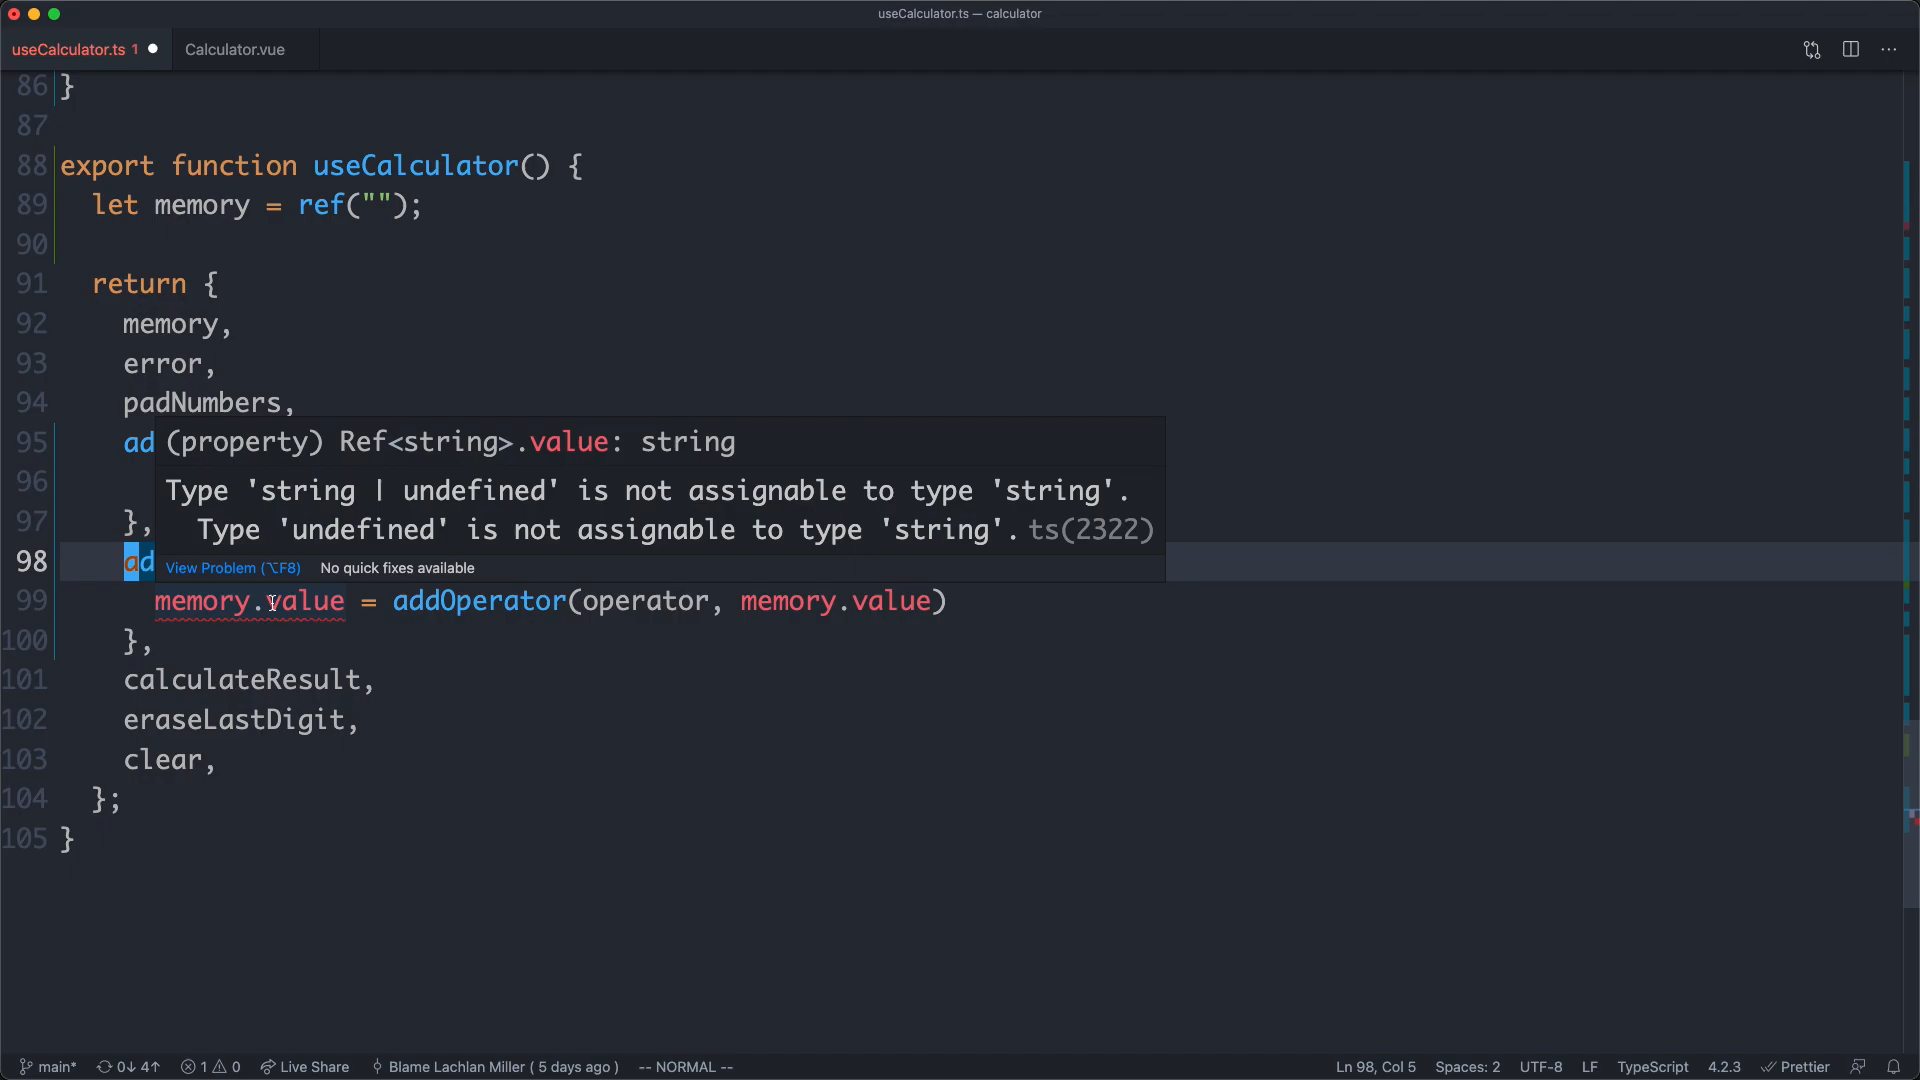 useCalculator.ts — calculator
useCalculator.ts 1 Calculator.vue
86 }
87
88 export function useCalculator() {
89 let memory = ref("");
90
91 return {
92 memory,
93 error,
94 padNumbers,
95 ad
(property) Ref<string>.value: string
96
Type 'string | undefined' is not assignable to type 'string'.
97 },
Type 'undefined' is not assignable to type 'string'. ts(2322)
98 ad
View Problem (⌥F8) No quick fixes available
99 memory.value = addOperator(operator, memory.value)
100 },
101 calculateResult,
102 eraseLastDigit,
103 clear,
104 };
105 }
main* 0↓ 4↑ 1 0 Live Share Blame Lachlan Miller ( 5 days ago ) -- NORMAL -- Ln 98, Col 5 Spaces: 2 UTF-8 LF TypeScript 4.2.3 Prettier